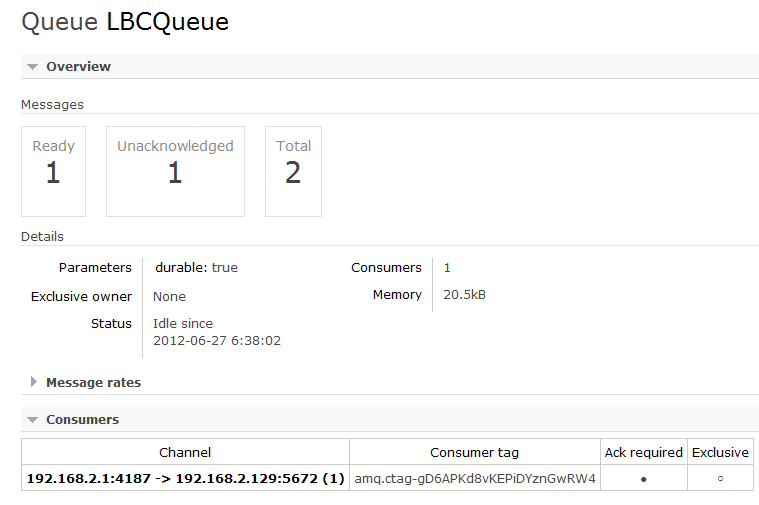 Queue LBCQueue
Overview
Messages
Ready Unacknowledged Total
1 1 2
Details
Parameters durable: true Consumers 1
Exclusive owner None Memory 20.5kB
Status Idle since
2012-06-27 6:38:02
Message rates
Consumers
Channel Consumer tag Ack required Exclusive
192.168.2.1:4187 -> 192.168.2.129:5672 (1) amq.ctag-gD6APKd8vKEPiDYznGwRW4 ● ○